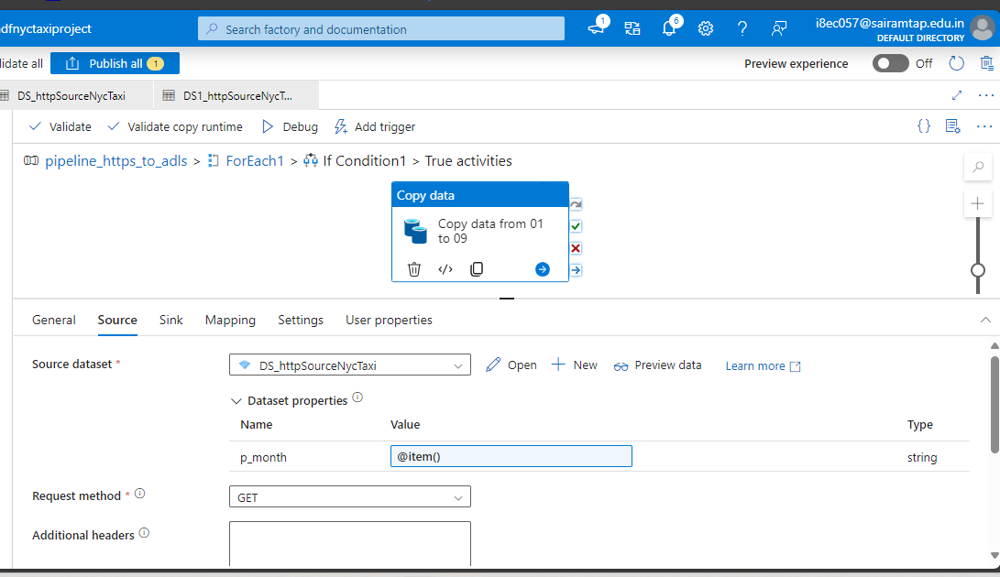 dfnyctaxiproject
Search factory and documentation
1
6
i8ec057@sairamtap.edu.in
DEFAULT DIRECTORY
idate all
Publish all 1
Preview experience
Off
DS_httpSourceNycTaxi
DS1_httpSourceNycT...
Validate
Validate copy runtime
Debug
Add trigger
{}
pipeline_https_to_adls > ForEach1 > If Condition1 > True activities
Copy data
Copy data from 01
to 09
General
Source
Sink
Mapping
Settings
User properties
Source dataset *
DS_httpSourceNycTaxi
Open
New
Preview data
Learn more
Dataset properties
Name
Value
Type
p_month
@item()
string
Request method *
GET
Additional headers